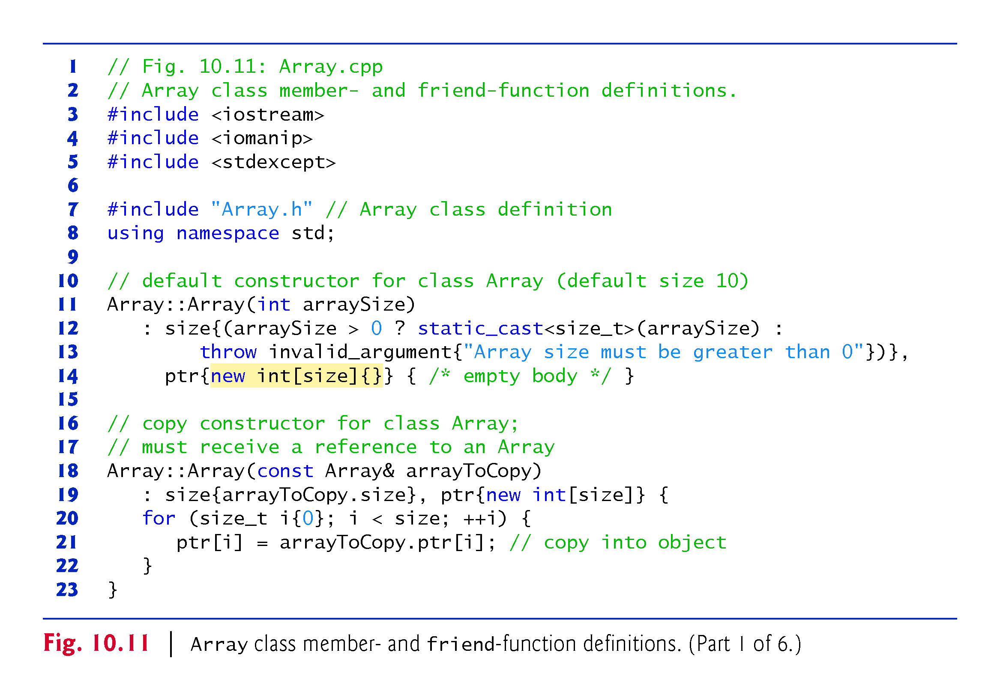 1 // Fig. 10.11: Array.cpp
2 // Array class member- and friend-function definitions.
3 #include <iostream>
4 #include <iomanip>
5 #include <stdexcept>
6
7 #include "Array.h" // Array class definition
8 using namespace std;
9
10 // default constructor for class Array (default size 10)
11 Array::Array(int arraySize)
12    : size{(arraySize > 0 ? static_cast<size_t>(arraySize) :
13         throw invalid_argument{"Array size must be greater than 0"})},
14      ptr{new int[size]{}} { /* empty body */ }
15
16 // copy constructor for class Array;
17 // must receive a reference to an Array
18 Array::Array(const Array& arrayToCopy)
19    : size{arrayToCopy.size}, ptr{new int[size]} {
20    for (size_t i{0}; i < size; ++i) {
21       ptr[i] = arrayToCopy.ptr[i]; // copy into object
22    }
23 }
Fig. 10.11 | Array class member- and friend-function definitions. (Part 1 of 6.)